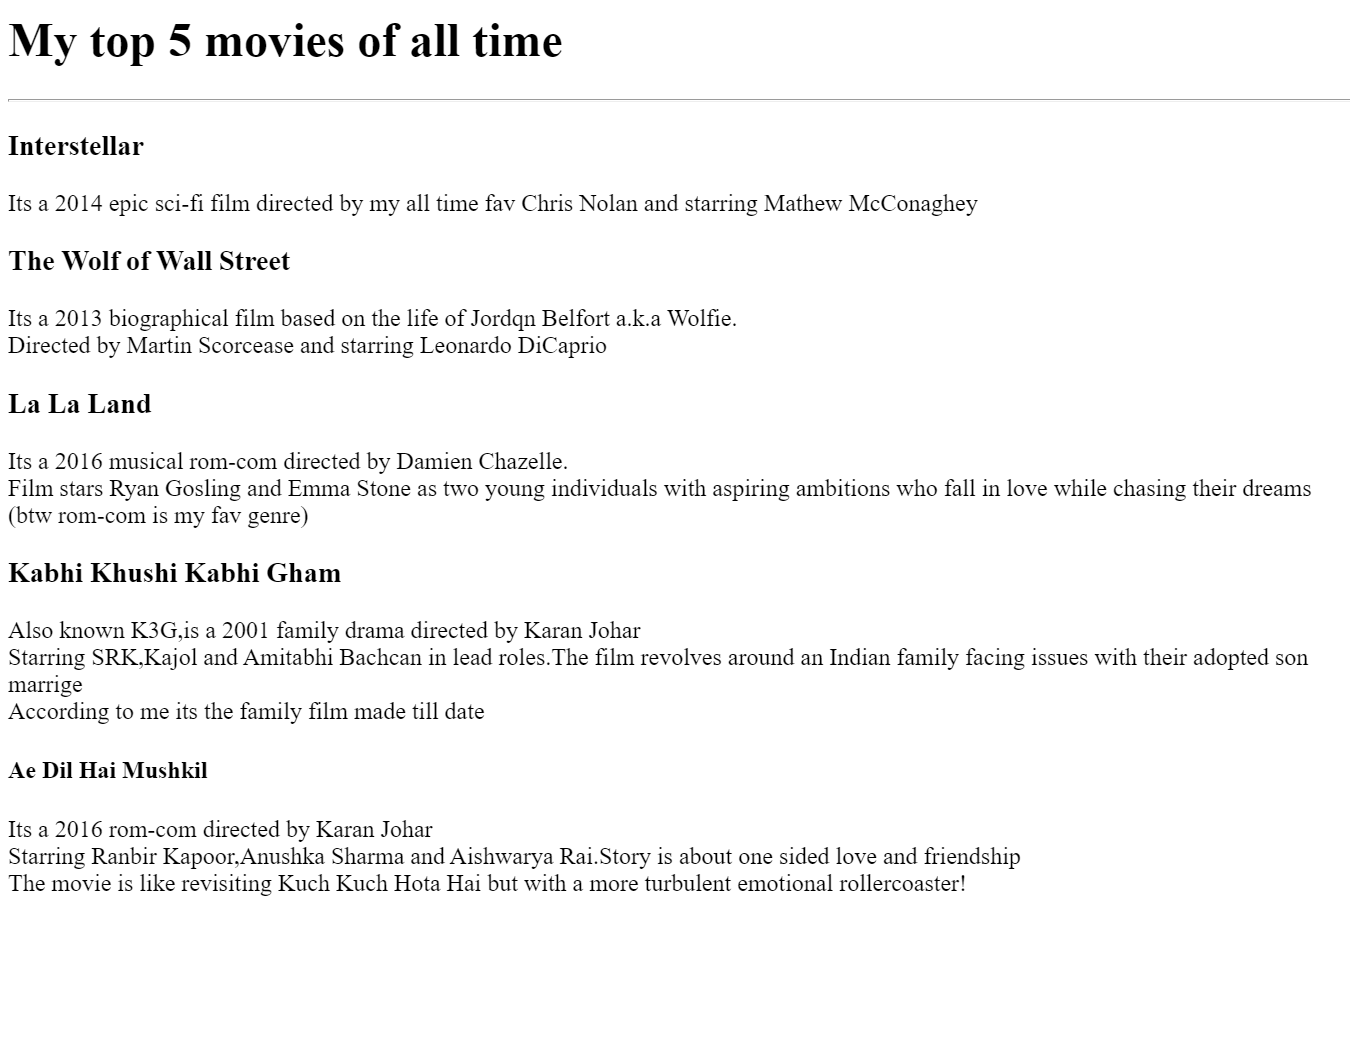 My top 5 movies of all time
Interstellar
Its a 2014 epic sci-fi film directed by my all time fav Chris Nolan and starring Mathew McConaghey
The Wolf of Wall Street
Its a 2013 biographical film based on the life of Jordqn Belfort a.k.a Wolfie.
Directed by Martin Scorcease and starring Leonardo DiCaprio
La La Land
Its a 2016 musical rom-com directed by Damien Chazelle.
Film stars Ryan Gosling and Emma Stone as two young individuals with aspiring ambitions who fall in love while chasing their dreams
(btw rom-com is my fav genre)
Kabhi Khushi Kabhi Gham
Also known K3G,is a 2001 family drama directed by Karan Johar
Starring SRK,Kajol and Amitabhi Bachcan in lead roles.The film revolves around an Indian family facing issues with their adopted son
marrige
According to me its the family film made till date
Ae Dil Hai Mushkil
Its a 2016 rom-com directed by Karan Johar
Starring Ranbir Kapoor,Anushka Sharma and Aishwarya Rai.Story is about one sided love and friendship
The movie is like revisiting Kuch Kuch Hota Hai but with a more turbulent emotional rollercoaster!